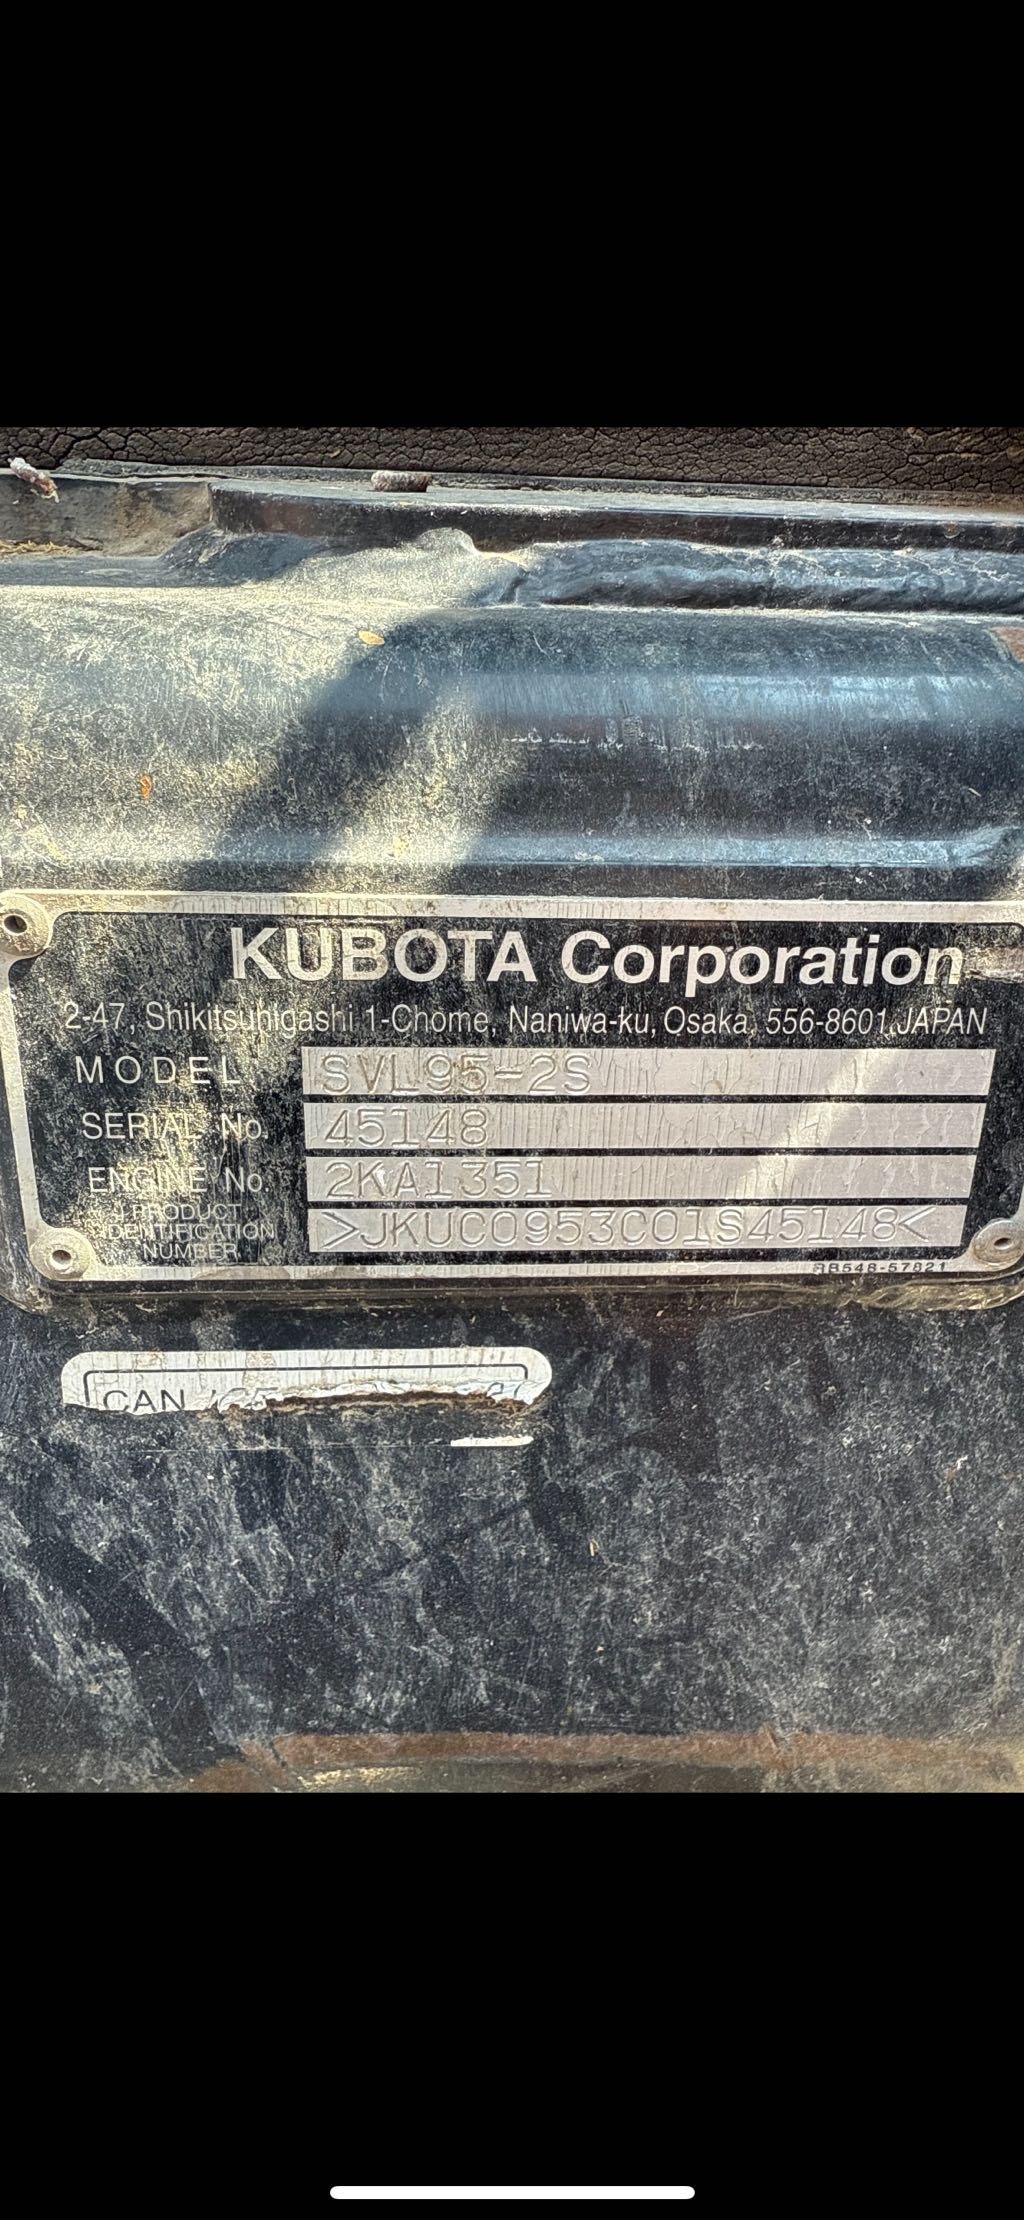 KUBOTA Corporation
2-47, Shikitsuhigashi 1-Chome, Naniwa-ku, Osaka, 556-8601 JAPAN
MODEL SVL95-2S
SERIAL No. 45148
ENGINE No. 2KA1351
PRODUCT
IDENTIFICATION
NUMBER >JKUC0953C01S45148<
RB548-57821
CAN